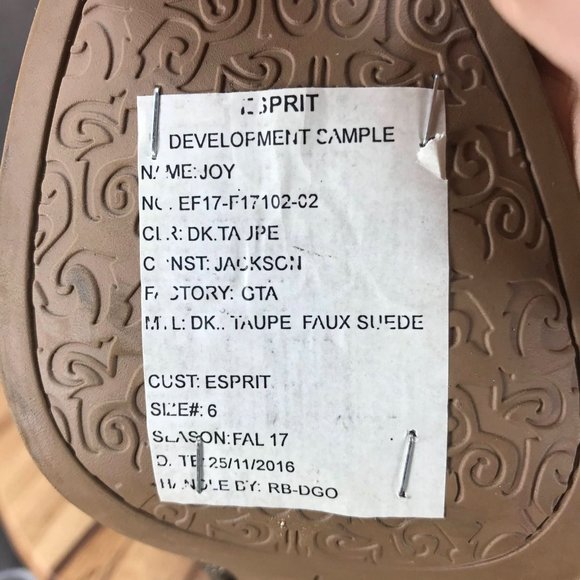 ESPRIT
DEVELOPMENT SAMPLE
NAME: JOY
NO.: EF17-F17102-02
CLR: DK.TAUPE
CONST: JACKSON
FACTORY: GTA
MTL: DK.. TAUPE FAUX SUEDE
CUST: ESPRIT
SIZE#: 6
SEASON: FAL 17
DATE: 25/11/2016
HANDLE BY: RB-DGO